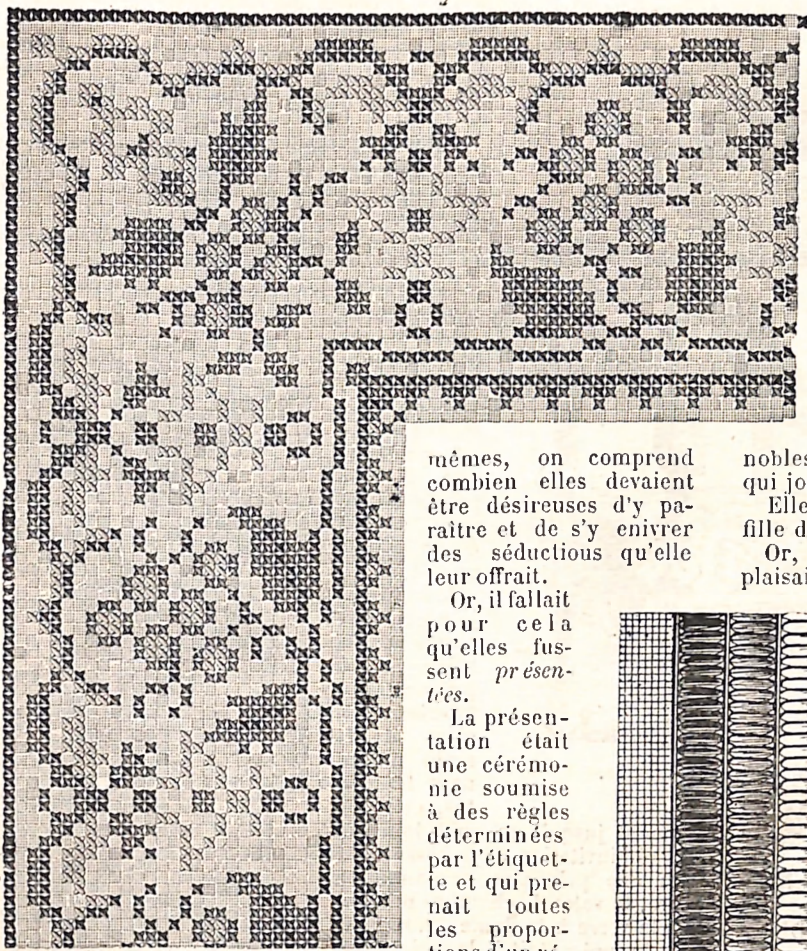 mêmes, on comprend
combien elles devaient
être désireuses d'y pa-
raître et de s'y enivrer
des séductious qu'elle
leur offrait.
Or, il fallait
pour cela
qu'elles fus-
sent présen-
tées.
La présen-
tation était
une cérémo-
nie soumise
à des règles
déterminées
par l'étiquet-
te et qui pre-
nait toutes
les propor-
nobles
qui jo
Elle
fille d
Or,
plaisai